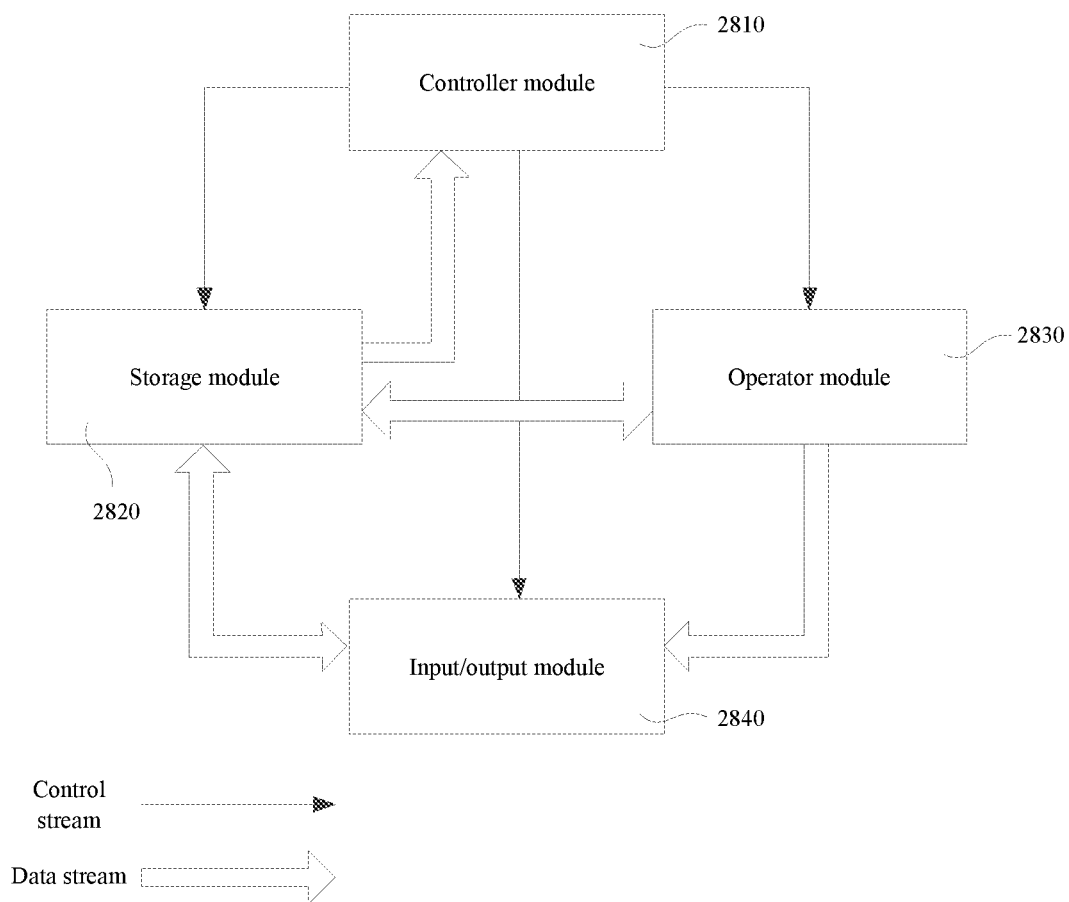 2810
Controller module
2830
Storage module
Operator module
2820
Input/output module
2840
Control
stream
Data stream